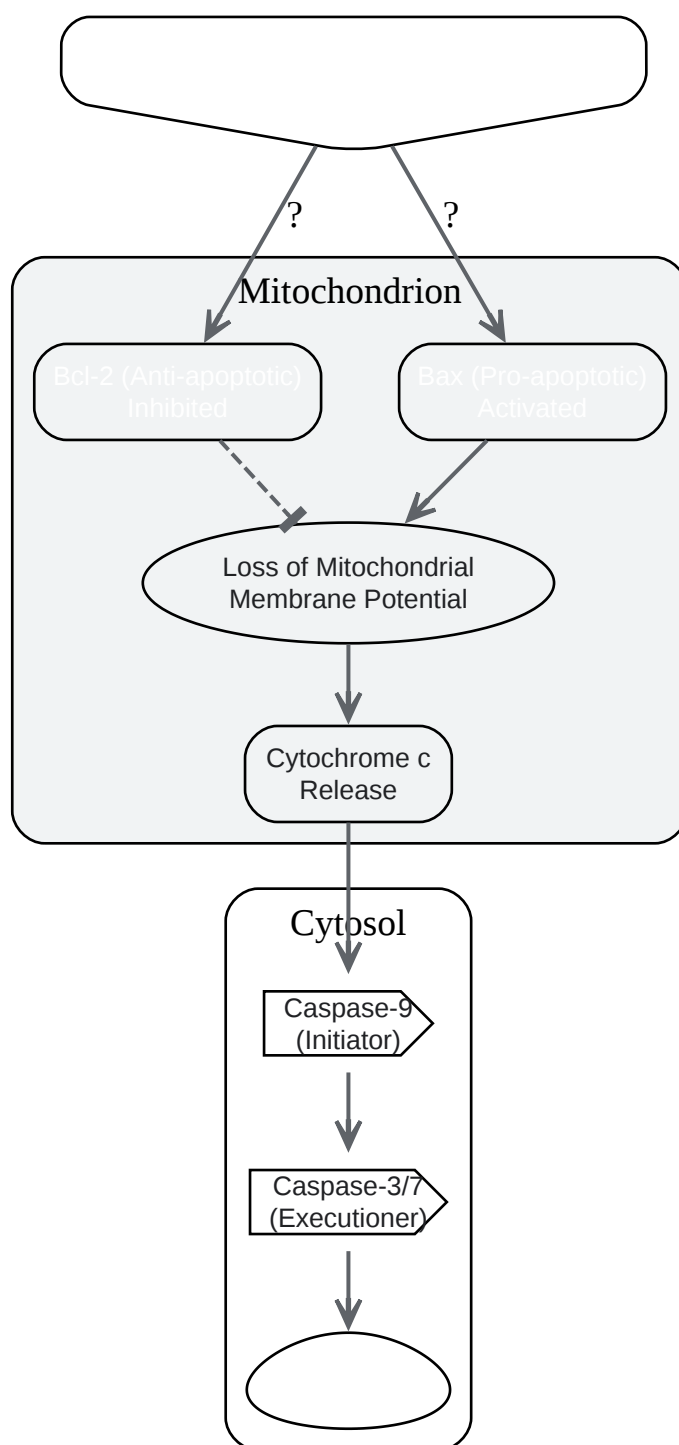 ?
?
Mitochondrion
Bcl-2 (Anti-apoptotic)
Inhibited
Bax (Pro-apoptotic)
Activated
Loss of Mitochondrial
Membrane Potential
Cytochrome c
Release
Cytosol
Caspase-9
(Initiator)
Caspase-3/7
(Executioner)